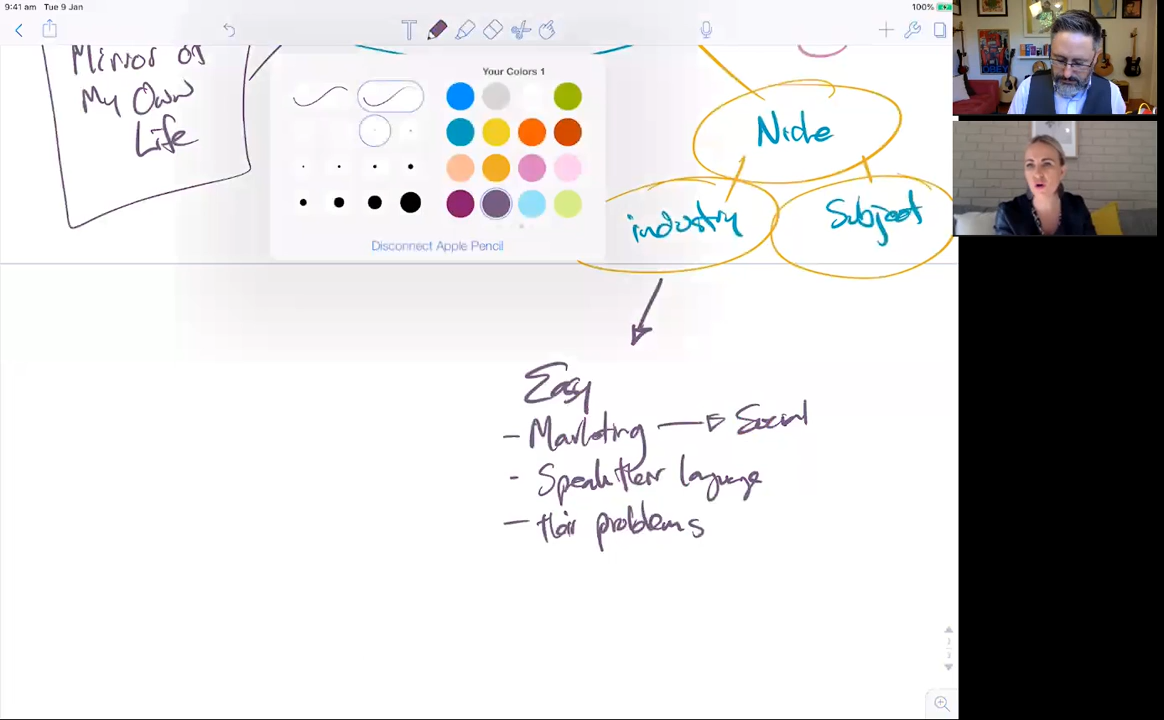 9:41 am Tue 9 Jan
100%
T
Mirror of
My Own
Life
Your Colors 1
Disconnect Apple Pencil
Niche
industry
Subject
Easy
- Marketing → Social
- Speak their language
- their problems
OBEY